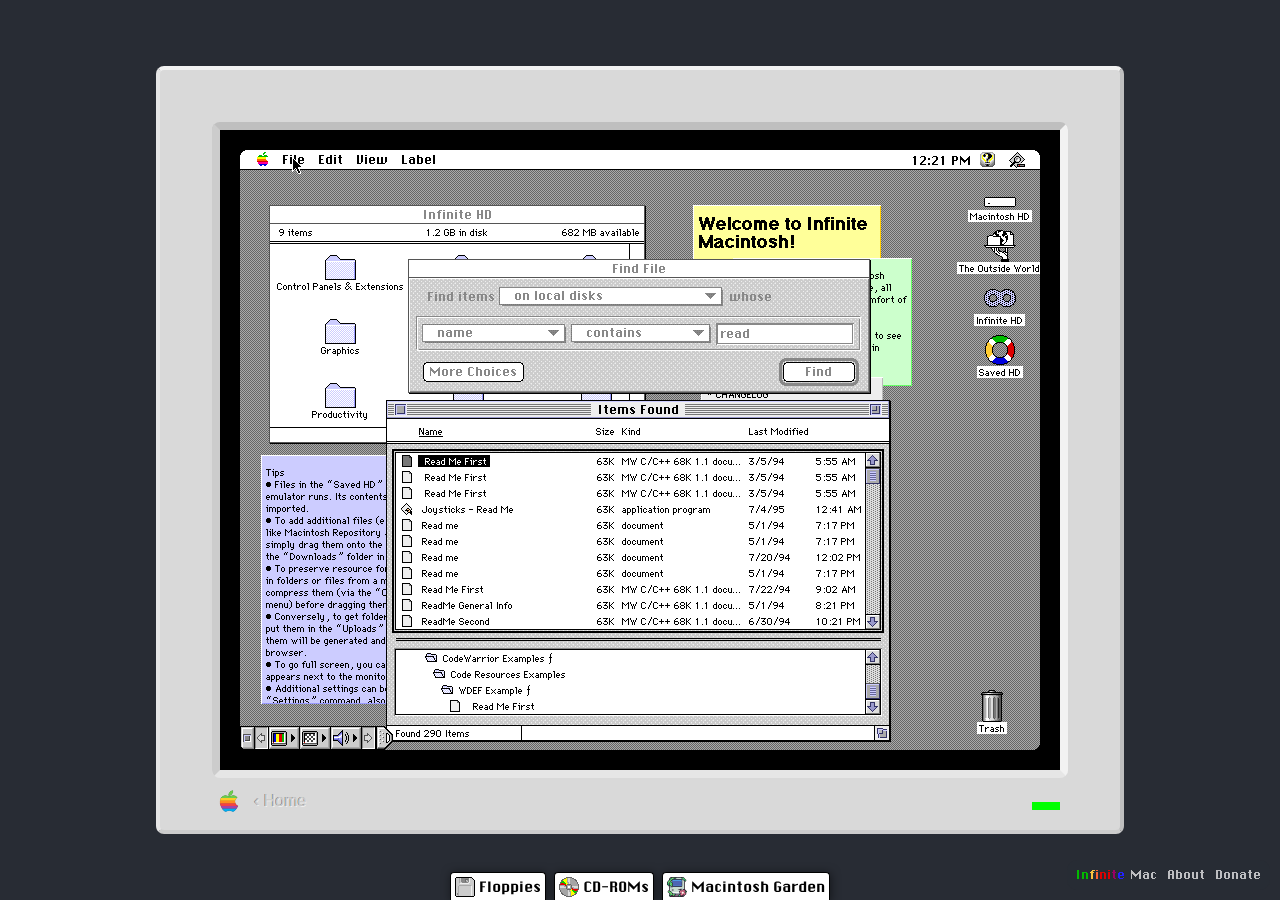 File Edit View Label
12:21 PM
Infinite HD
9 items 1.2 GB in disk 682 MB available
Control Panels & Extensions
Graphics
Productivity
Welcome to Infinite
Macintosh!
, all
mfort of
to see
in
* CHANGELOG
Macintosh HD
The Outside World
Infinite HD
Saved HD
Trash
Find File
Find items on local disks whose
name contains read
More Choices Find
Items Found
Name Size Kind Last Modified
Read Me First 63K MW C/C++ 68K 1.1 docu... 3/5/94 5:55 AM
Read Me First 63K MW C/C++ 68K 1.1 docu... 3/5/94 5:55 AM
Read Me First 63K MW C/C++ 68K 1.1 docu... 3/5/94 5:55 AM
Joysticks - Read Me 63K application program 7/4/95 12:41 AM
Read me 63K document 5/1/94 7:17 PM
Read me 63K document 5/1/94 7:17 PM
Read me 63K document 7/20/94 12:02 PM
Read me 63K document 5/1/94 7:17 PM
Read Me First 63K MW C/C++ 68K 1.1 docu... 7/22/94 9:02 AM
ReadMe General Info 63K MW C/C++ 68K 1.1 docu... 5/1/94 8:21 PM
ReadMe Second 63K MW C/C++ 68K 1.1 docu... 6/30/94 10:21 PM
CodeWarrior Examples ƒ
Code Resources Examples
WDEF Example ƒ
Read Me First
Found 290 Items
Tips
● Files in the “Saved HD”
emulator runs. Its contents
imported.
● To add additional files (e
like Macintosh Repository
simply drag them onto the
the “Downloads” folder in
● To preserve resource for
in folders or files from a m
compress them (via the “C
menu) before dragging them
● Conversely, to get folder
put them in the “Uploads”
them will be generated and
browser.
● To go full screen, you ca
appears next to the monito
● Additional settings can be
“Settings” command, also
‹ Home
Floppies CD-ROMs Macintosh Garden
Infinite Mac About Donate